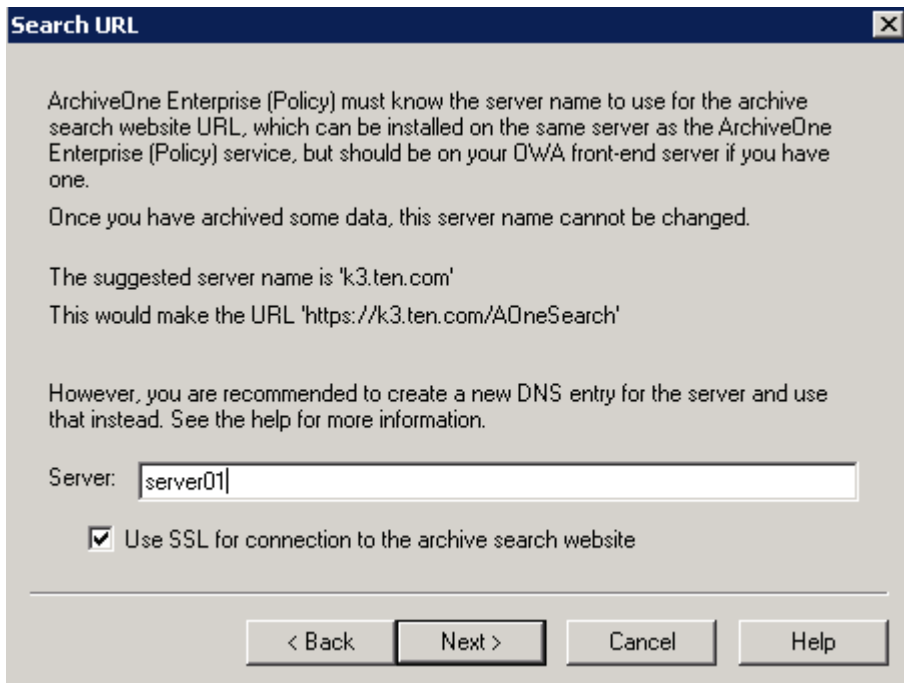 Search URL
ArchiveOne Enterprise (Policy) must know the server name to use for the archive
search website URL, which can be installed on the same server as the ArchiveOne
Enterprise (Policy) service, but should be on your OWA front-end server if you have
one.
Once you have archived some data, this server name cannot be changed.
The suggested server name is 'k3.ten.com'
This would make the URL 'https://k3.ten.com/AOneSearch'
However, you are recommended to create a new DNS entry for the server and use
that instead. See the help for more information.
Server: server01
Use SSL for connection to the archive search website
< Back Next > Cancel Help